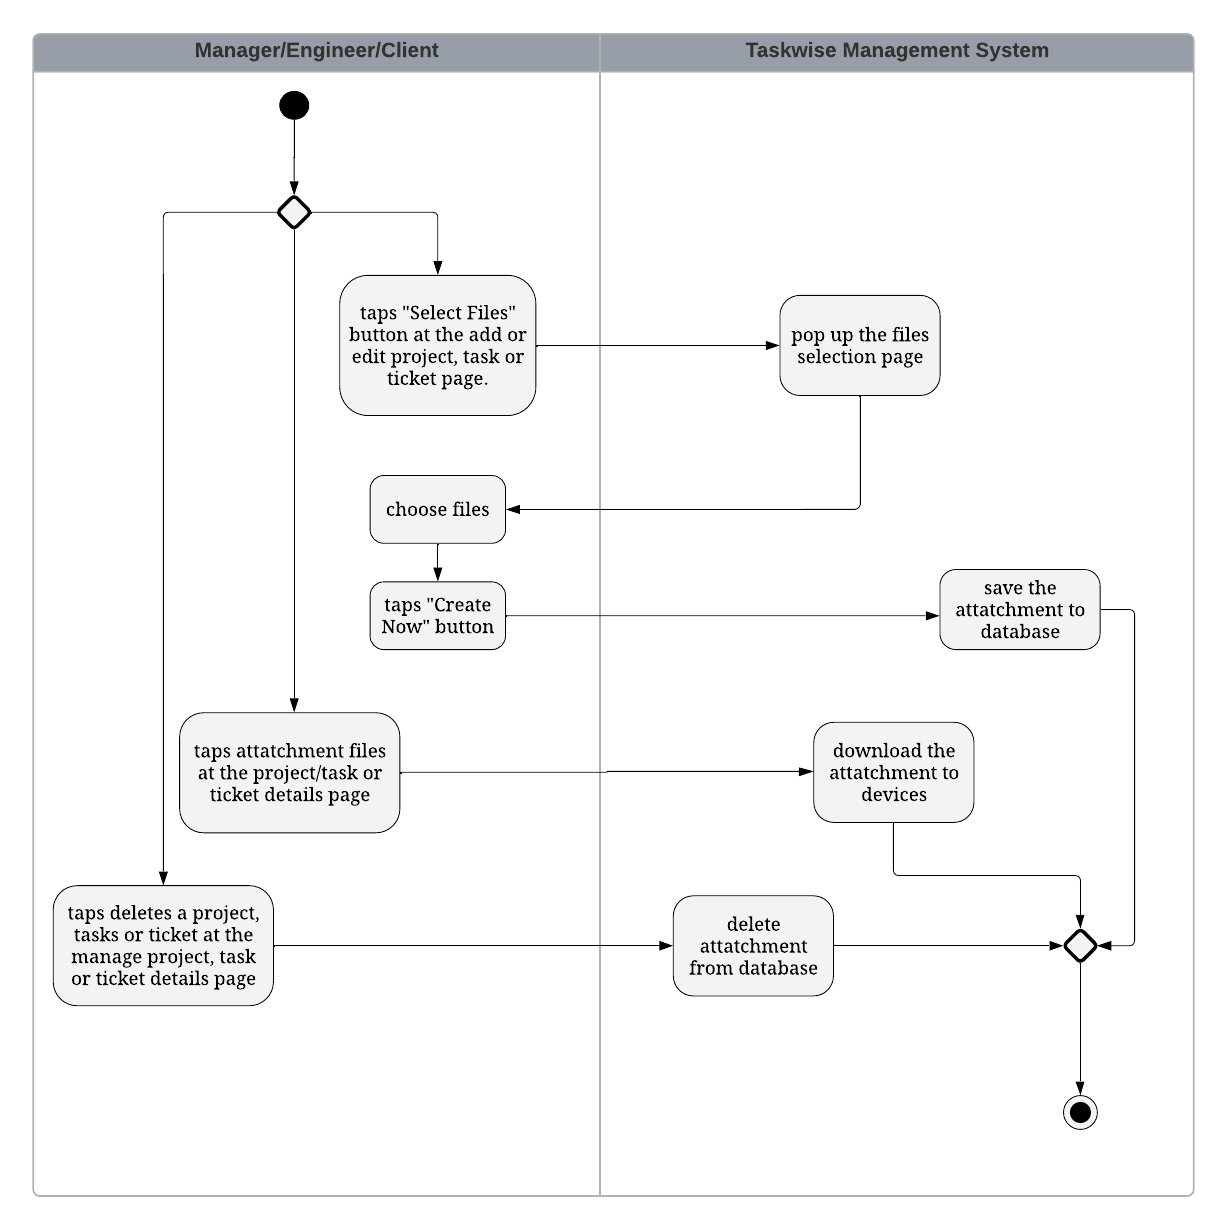 Manager/Engineer/Client
Taskwise Management System
taps "Select Files"
button at the add or
edit project, task or
ticket page.
pop up the files
selection page
choose files
taps "Create
Now" button
save the
attatchment to
database
taps attatchment files
at the project/task or
ticket details page
download the
attatchment to
devices
taps deletes a project,
tasks or ticket at the
manage project, task
or ticket details page
delete
attatchment
from database